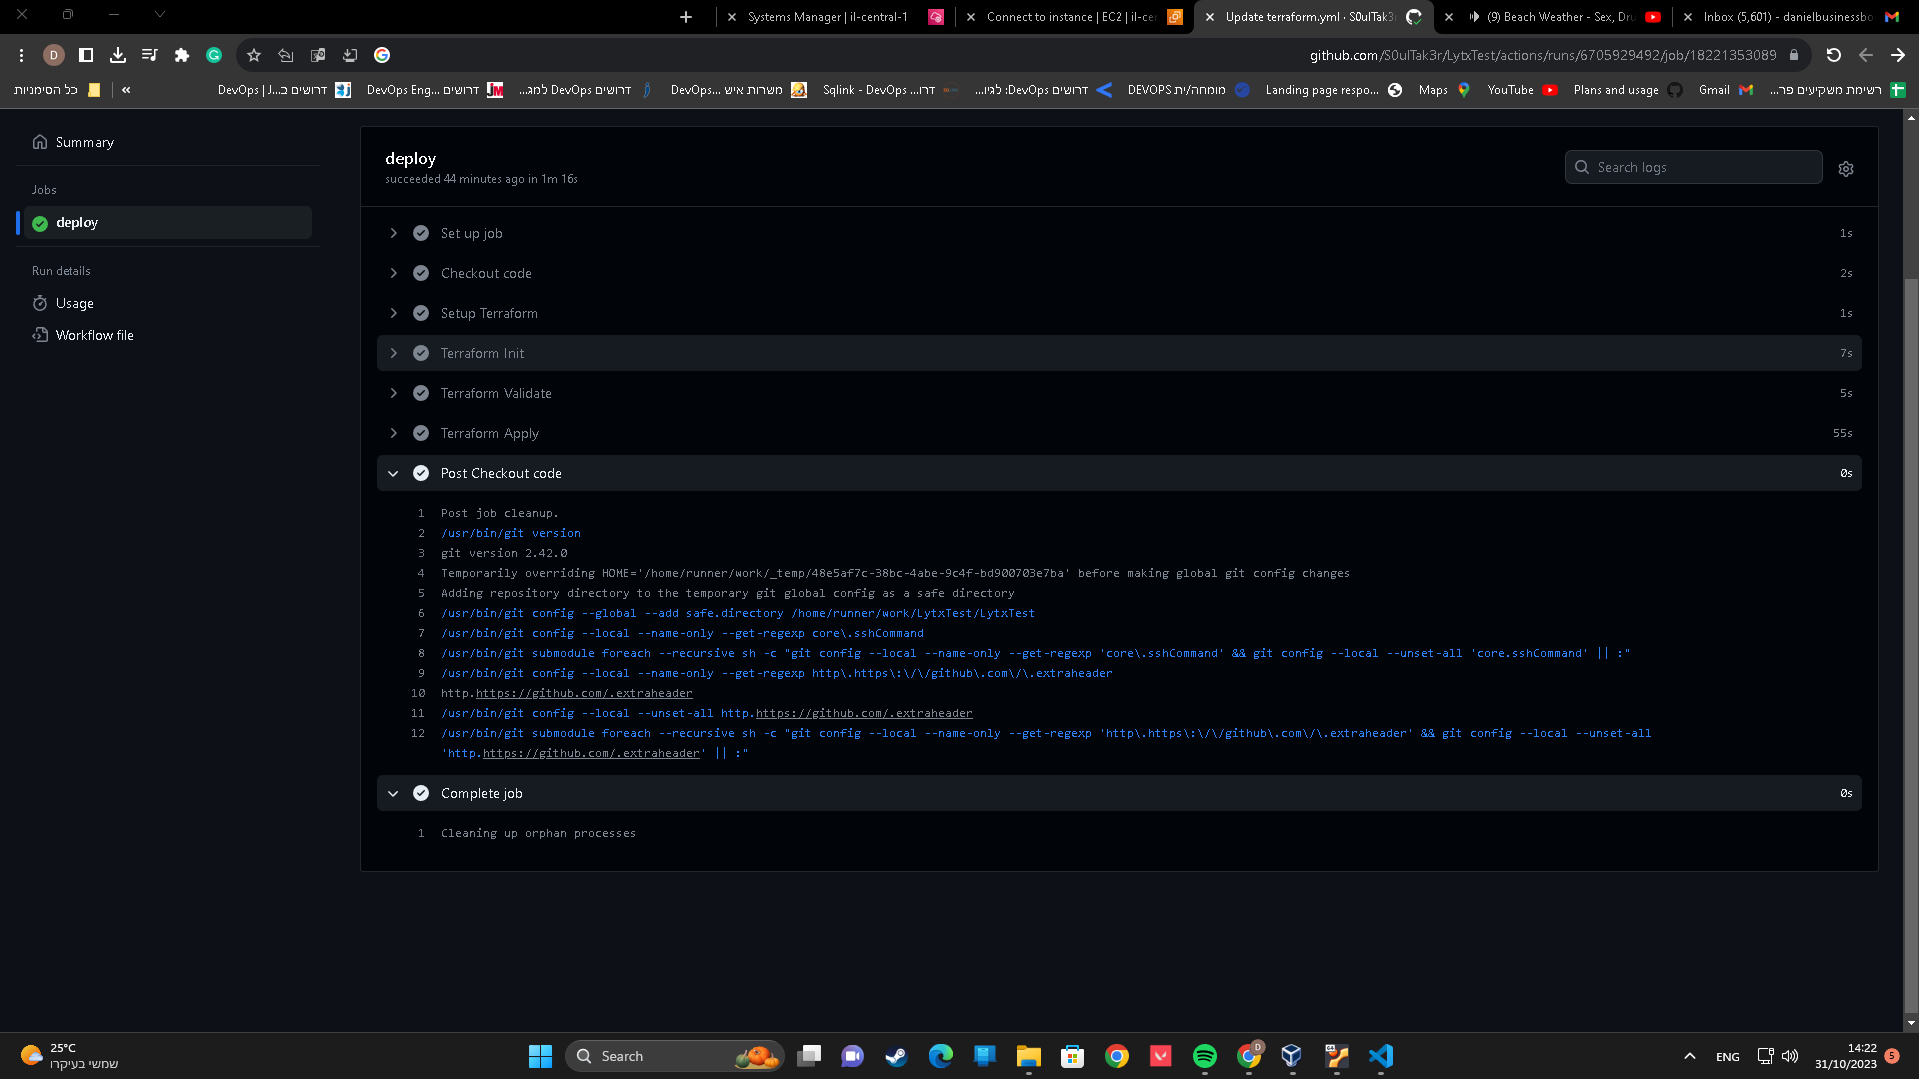 Systems Manager | il-central-1
Connect to instance | EC2 | il-cer
Update terraform.yml · S0ulTak3r
(9) Beach Weather - Sex, Dru
Inbox (5,601) - danielbusinessbo
D
github.com/S0ulTak3r/LytxTest/actions/runs/6705929492/job/18221353089
כל הסימניות
«
DevOps | J...דרושים ב
DevOps Eng... דרושים
דרושים DevOps למג...
DevOps... משרות איש
Sqlink - DevOps ...דרו
דרושים DevOps: לגיו...
מומחה/ית DEVOPS
Landing page respo...
Maps
YouTube
Plans and usage
Gmail
רשימת משקיעים פר...
Summary
Jobs
deploy
Run details
Usage
Workflow file
deploy
succeeded 44 minutes ago in 1m 16s
Search logs
Set up job 1s
Checkout code 2s
Setup Terraform 1s
Terraform Init 7s
Terraform Validate 5s
Terraform Apply 55s
Post Checkout code 0s
1 Post job cleanup.
2 /usr/bin/git version
3 git version 2.42.0
4 Temporarily overriding HOME='/home/runner/work/_temp/48e5af7c-38bc-4abe-9c4f-bd900703e7ba' before making global git config changes
5 Adding repository directory to the temporary git global config as a safe directory
6 /usr/bin/git config --global --add safe.directory /home/runner/work/LytxTest/LytxTest
7 /usr/bin/git config --local --name-only --get-regexp core\.sshCommand
8 /usr/bin/git submodule foreach --recursive sh -c "git config --local --name-only --get-regexp 'core\.sshCommand' && git config --local --unset-all 'core.sshCommand' || :"
9 /usr/bin/git config --local --name-only --get-regexp http\.https\:\/\/github\.com\/\.extraheader
10 http.https://github.com/.extraheader
11 /usr/bin/git config --local --unset-all http.https://github.com/.extraheader
12 /usr/bin/git submodule foreach --recursive sh -c "git config --local --name-only --get-regexp 'http\.https\:\/\/github\.com\/\.extraheader' && git config --local --unset-all
'http.https://github.com/.extraheader' || :"
Complete job 0s
1 Cleaning up orphan processes
25°C
שמשי בעיקרו
Search
D
ENG
14:22
31/10/2023
5